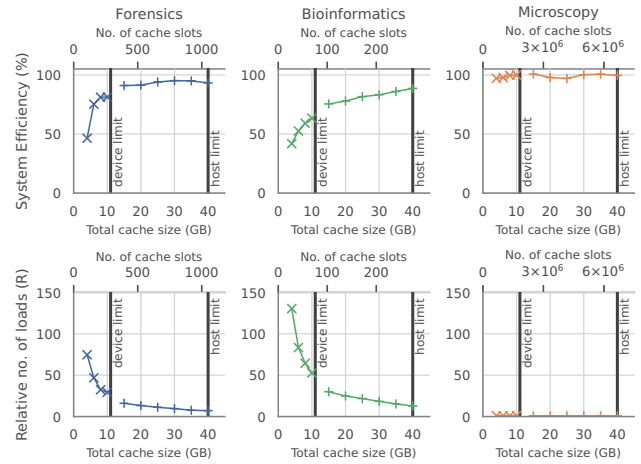 Forensics Bioinformatics Microscopy
No. of cache slots No. of cache slots No. of cache slots
0 500 1000 0 100 200 0 3×10⁶ 6×10⁶
System Efficiency (%)
100 100 100
50 50 50
0 0 0
device limit host limit device limit host limit device limit host limit
0 10 20 30 40 0 10 20 30 40 0 10 20 30 40
Total cache size (GB) Total cache size (GB) Total cache size (GB)
No. of cache slots No. of cache slots No. of cache slots
0 500 1000 0 100 200 0 3×10⁶ 6×10⁶
Relative no. of loads (R)
150 150 150
100 100 100
50 50 50
0 0 0
device limit host limit device limit host limit device limit host limit
0 10 20 30 40 0 10 20 30 40 0 10 20 30 40
Total cache size (GB) Total cache size (GB) Total cache size (GB)